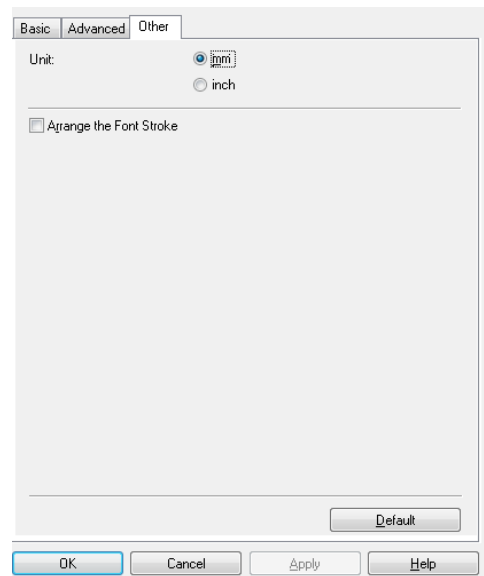 Basic Advanced Other
Unit: mm
inch
Arrange the Font Stroke
Default
OK Cancel Apply Help